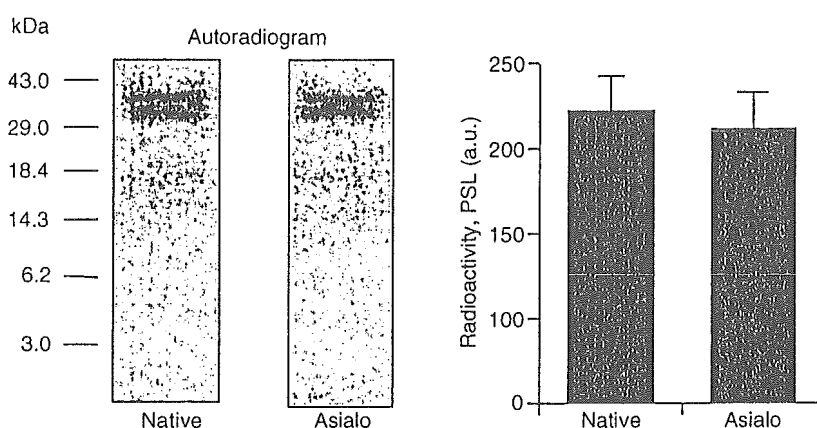 kDa
Autoradiogram
43.0
29.0
18.4
14.3
6.2
3.0
Native
Asialo
Radioactivity, PSL (a.u.)
250
200
150
100
0
Native
Asialo